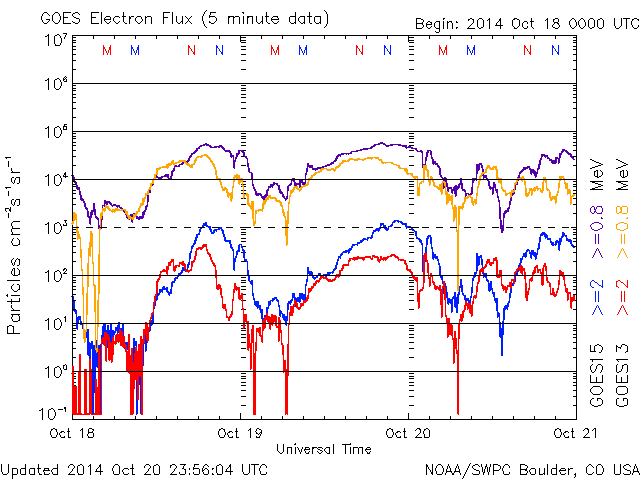 GOES Electron Flux (5 minute data)
Begin: 2014 Oct 18 0000 UTC
M M N N M M N N M M N N
10⁷
10⁶
10⁵
10⁴
10³
10²
10¹
10⁰
10⁻¹
Particles cm⁻²s⁻¹sr⁻¹
GOES15 >=2 >=0.8 MeV
GOES13 >=2 >=0.8 MeV
Oct 18 Oct 19 Oct 20 Oct 21
Universal Time
Updated 2014 Oct 20 23:56:04 UTC
NOAA/SWPC Boulder, CO USA